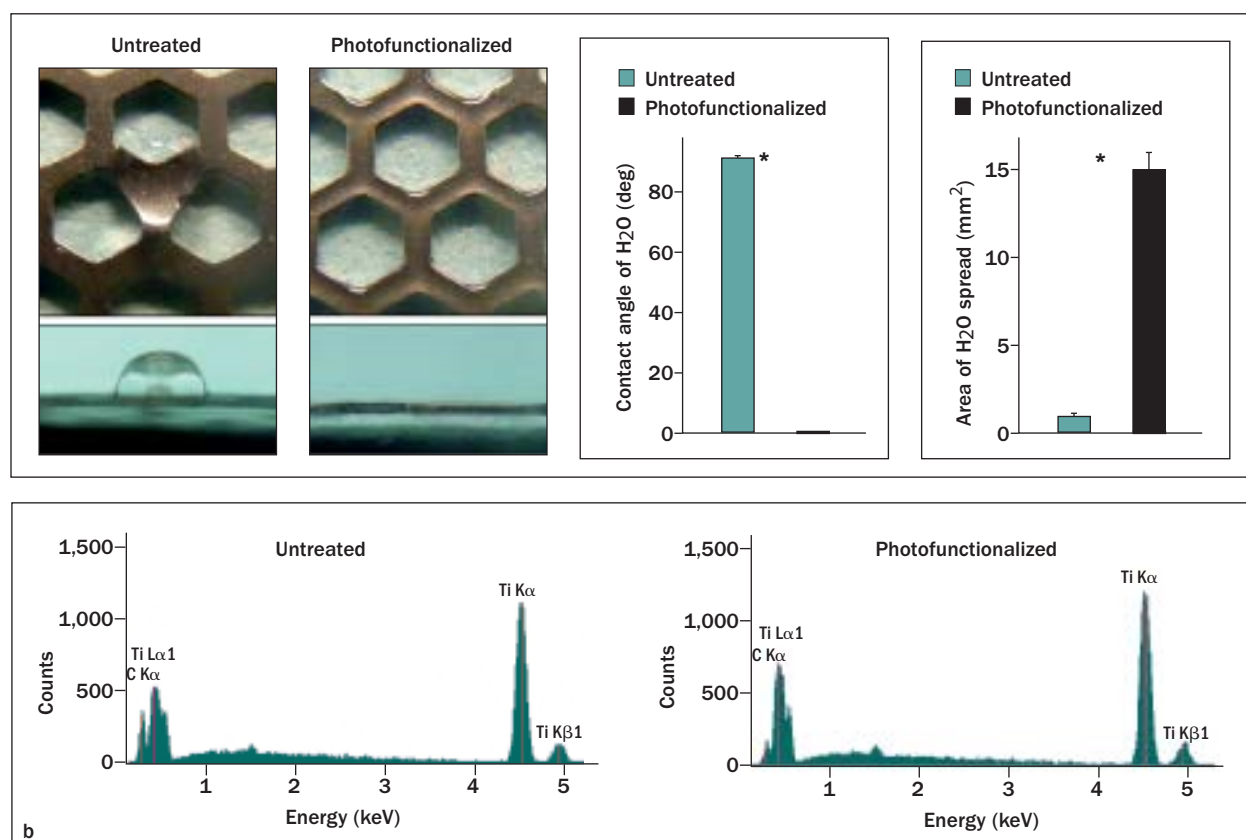 Untreated
Photofunctionalized
Untreated
Photofunctionalized
Contact angle of H2O (deg)
80
60
40
20
0
*
Untreated
Photofunctionalized
Area of H2O spread (mm2)
15
10
5
0
*
Untreated
Counts
1,500
1,000
500
0
Ti Lα1
C Kα
Ti Kα
Ti Kβ1
1 2 3 4 5
Energy (keV)
Photofunctionalized
Counts
1,500
1,000
500
0
Ti Lα1
C Kα
Ti Kα
Ti Kβ1
1 2 3 4 5
Energy (keV)
b